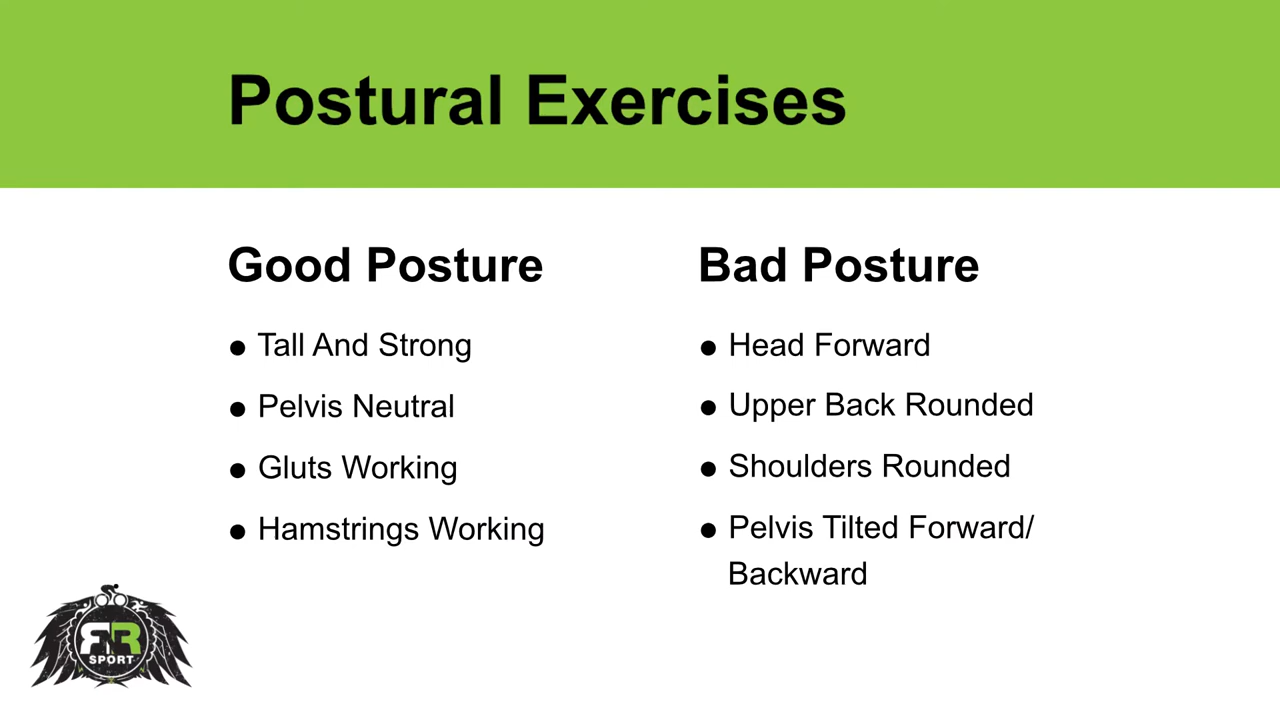 Postural Exercises
Good Posture
• Tall And Strong
• Pelvis Neutral
• Gluts Working
• Hamstrings Working
Bad Posture
• Head Forward
• Upper Back Rounded
• Shoulders Rounded
• Pelvis Tilted Forward/
Backward
RNR
SPORT